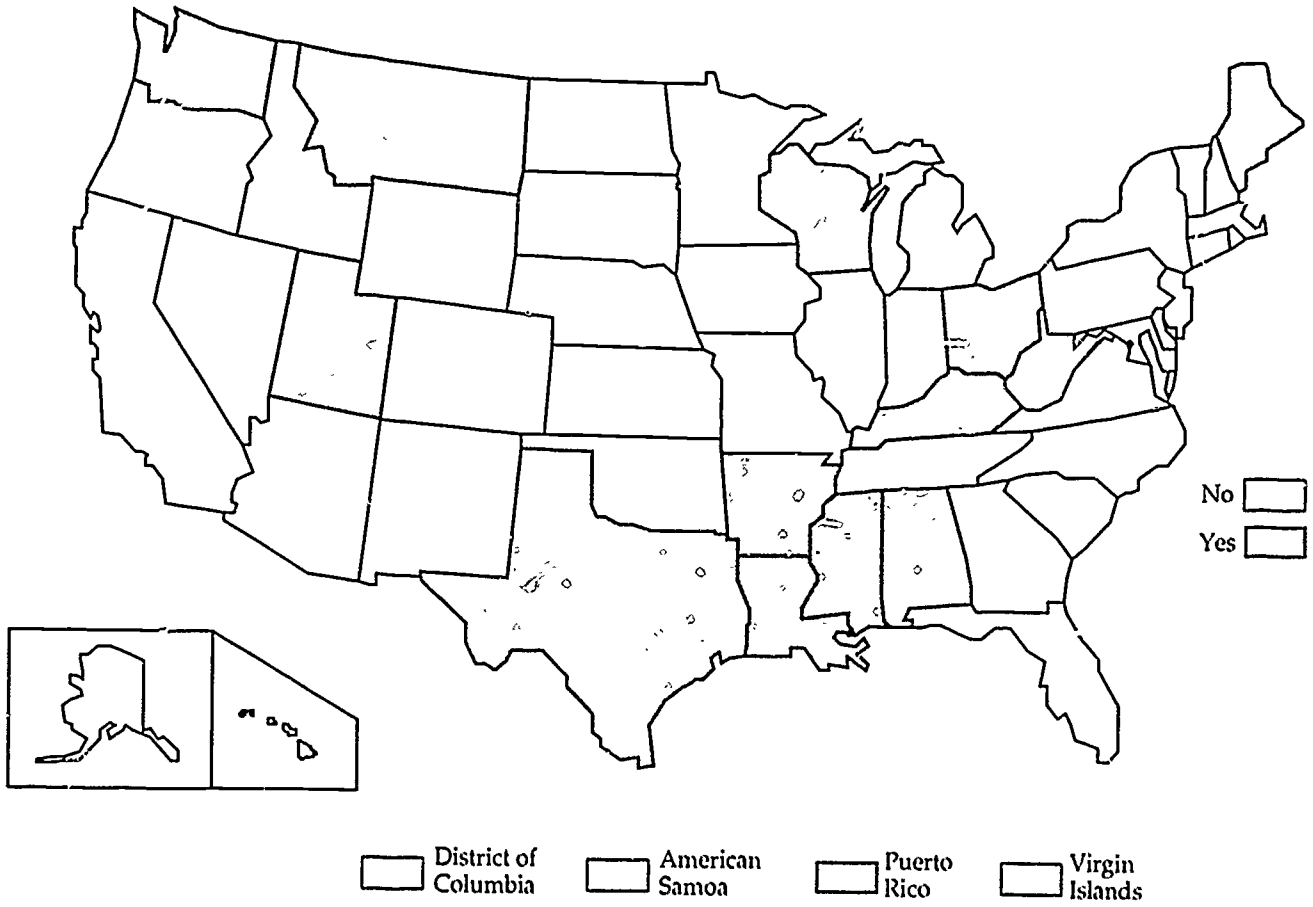 No
Yes
District of
Columbia
American
Samoa
Puerto
Rico
Virgin
Islands